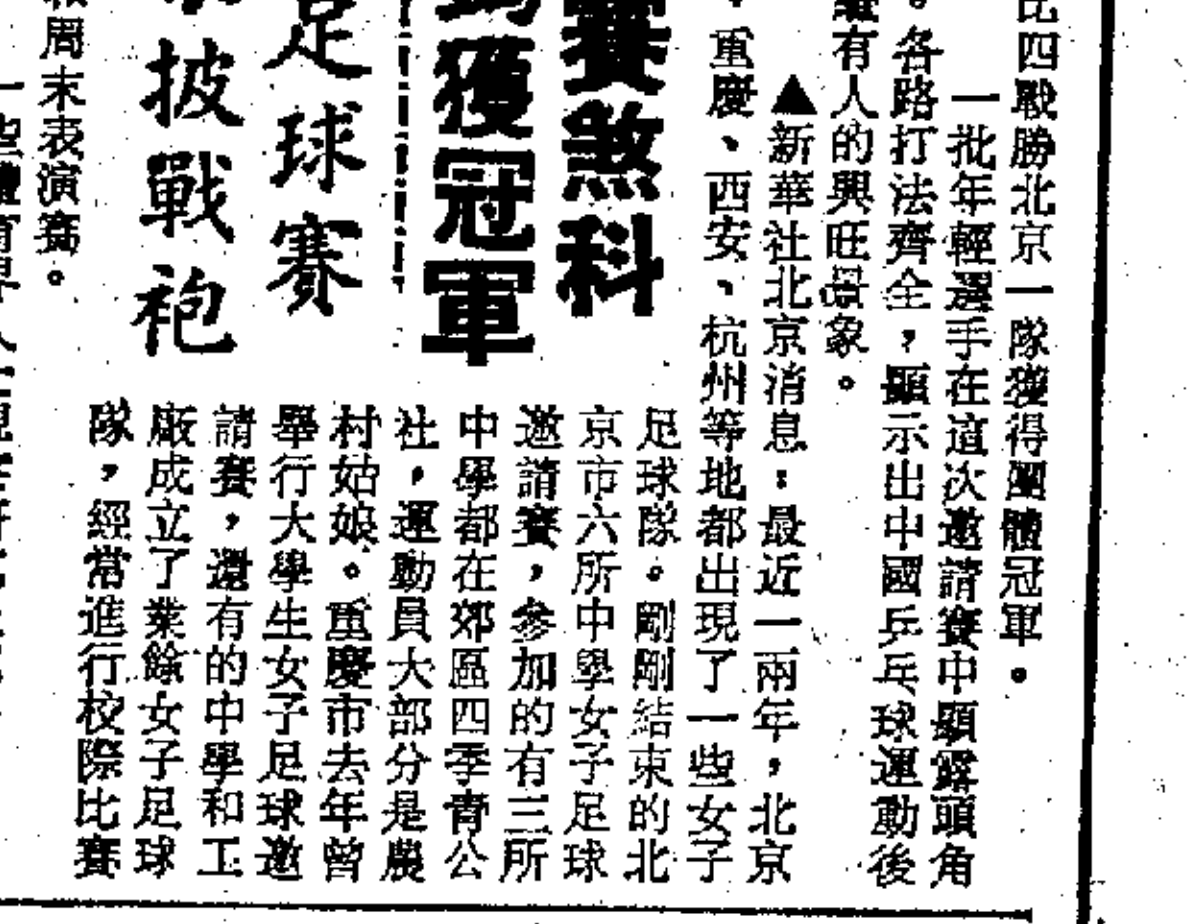 比四戰勝北京一隊獲得團體冠軍。
一批年輕選手在這次邀請賽中顯露頭角
。各路打法齊全，顯示出中國乒乓球運動後
繼有人的興旺景象。
▲新華社北京消息：最近一兩年，北京
、重慶、西安、杭州等地都出現了一些女子
足球隊。剛剛結束的北
京市六所中學女子足球
邀請賽，參加的有三所
中學都在郊區四季青公
社，運動員大部分是農
村姑娘。重慶市去年曾
舉行大學生女子足球邀
請賽，還有的中學和工
廠成立了業餘女子足球
隊，經常進行校際比賽
賽煞科
獲冠軍
足球賽
披戰袍
周末表演賽。
一些體育界人